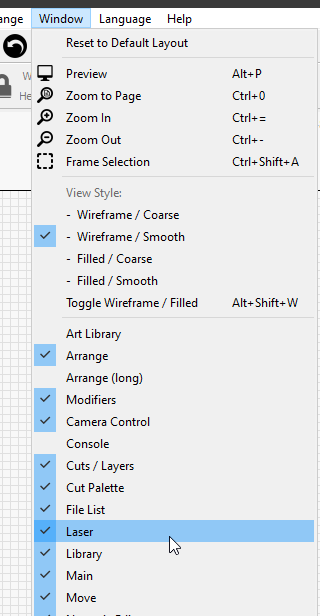 ange Window Language Help
Reset to Default Layout
Preview Alt+P
Zoom to Page Ctrl+0
Zoom In Ctrl+=
Zoom Out Ctrl+-
Frame Selection Ctrl+Shift+A
View Style:
- Wireframe / Coarse
- Wireframe / Smooth
- Filled / Coarse
- Filled / Smooth
Toggle Wireframe / Filled Alt+Shift+W
Art Library
Arrange
Arrange (long)
Modifiers
Camera Control
Console
Cuts / Layers
Cut Palette
File List
Laser
Library
Main
Move